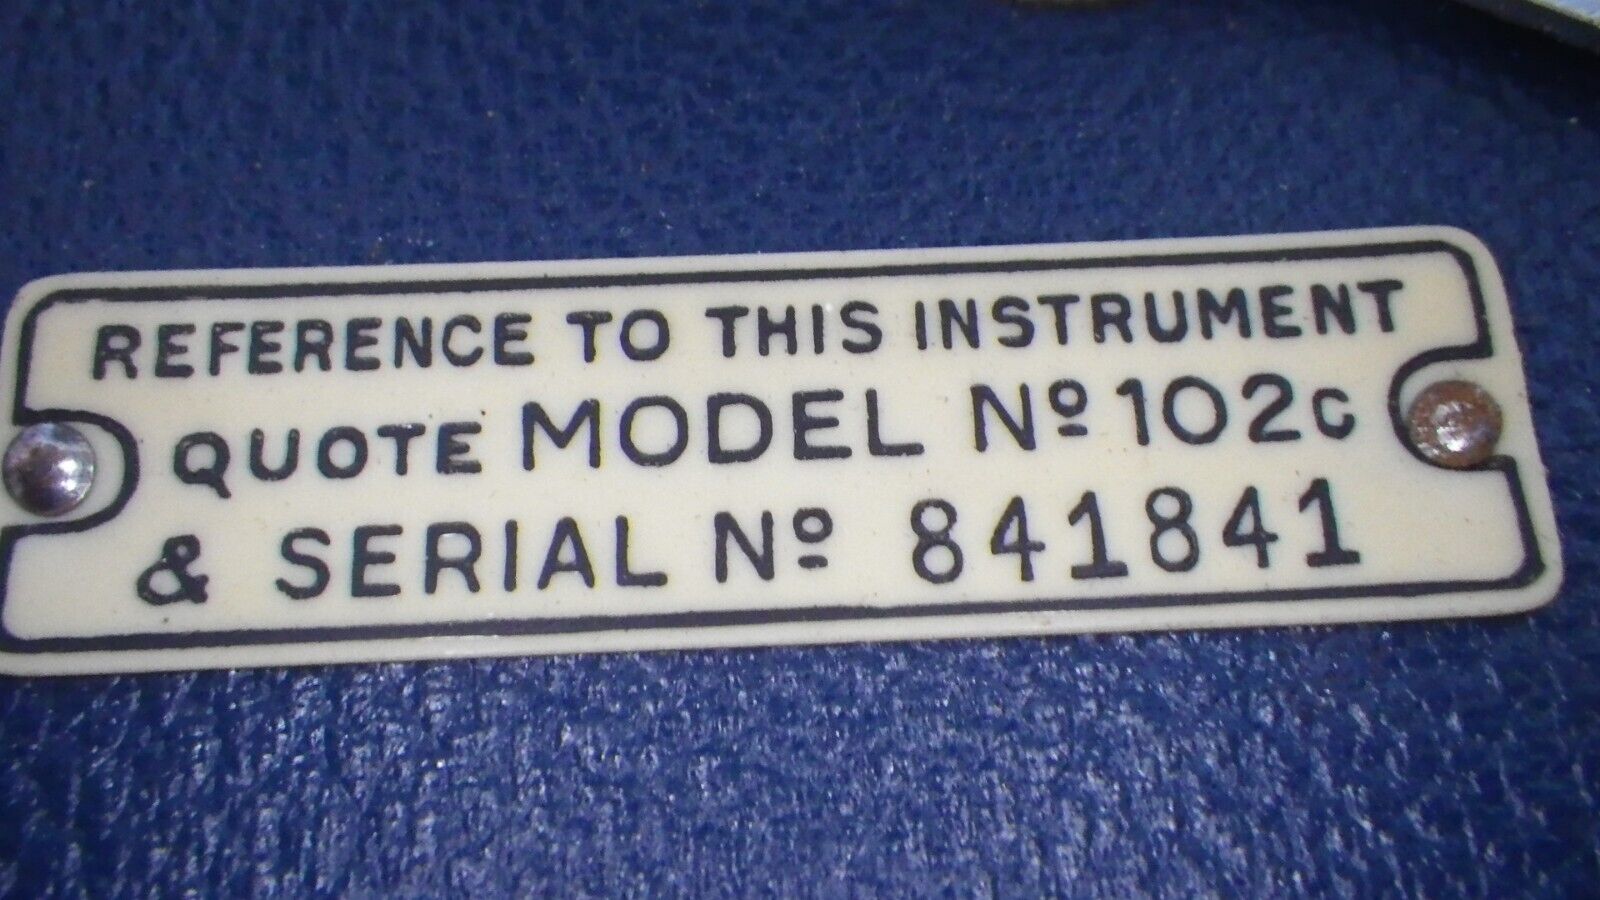 REFERENCE TO THIS INSTRUMENT
QUOTE MODEL Nº 102c
& SERIAL Nº 841841